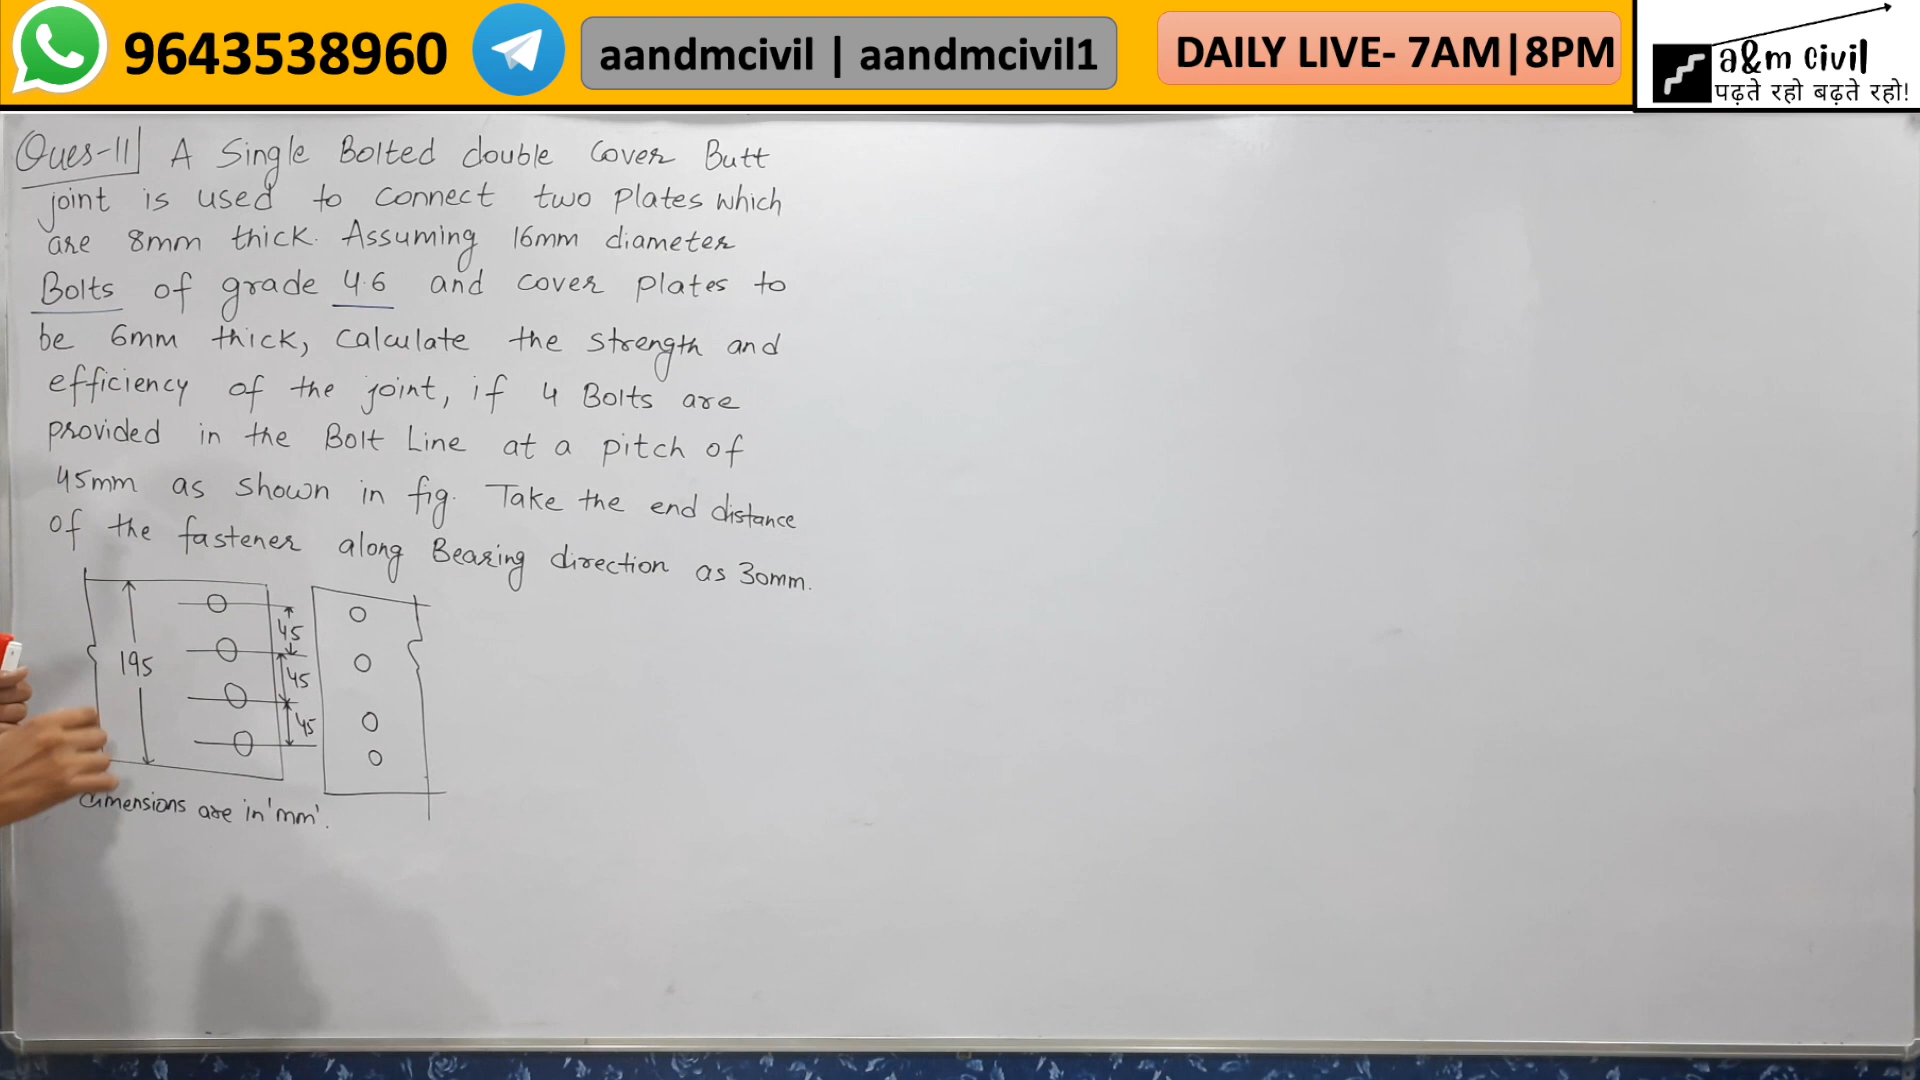 9643538960
aandmcivil | aandmcivil1
DAILY LIVE- 7AM|8PM
a&m civil
पढ़ते रहो बढ़ते रहो!
Ques-11 A Single Bolted double Cover Butt
joint is used to connect two plates which
are 8mm thick. Assuming 16mm diameter
Bolts of grade 4.6 and cover plates to
be 6mm thick, calculate the strength and
efficiency of the joint, if 4 Bolts are
provided in the Bolt Line at a pitch of
45mm as shown in fig. Take the end distance
of the fastener along Bearing direction as 30mm.
45
195
45
45
dimensions are in 'mm'.